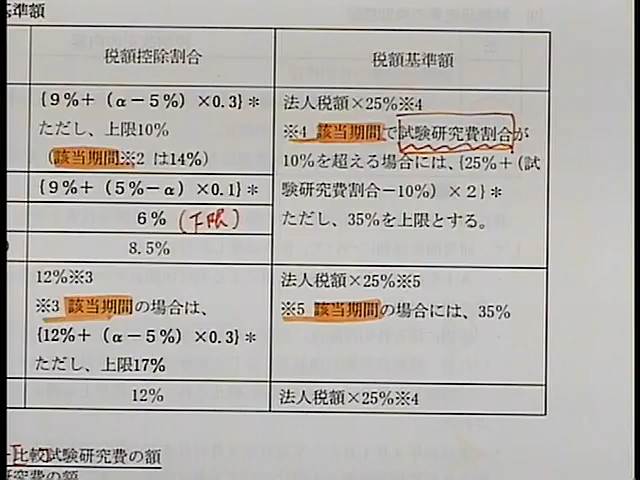 準額
税額控除割合
税額基準額
{9%+(α-5%)×0.3}*
ただし、上限10%
(該当期間※2 は14%)
{9%+(5%-α)×0.1}*
6% (下限)
8.5%
法人税額×25%※4
※4 該当期間で試験研究費割合が
10%を超える場合には、{25%+(試
験研究費割合-10%)×2}*
ただし、35%を上限とする。
12%※3
※3 該当期間の場合は、
{12%+(α-5%)×0.3}*
ただし、上限17%
法人税額×25%※5
※5 該当期間の場合には、35%
12%
法人税額×25%※4
比較試験研究費の額
究費の額